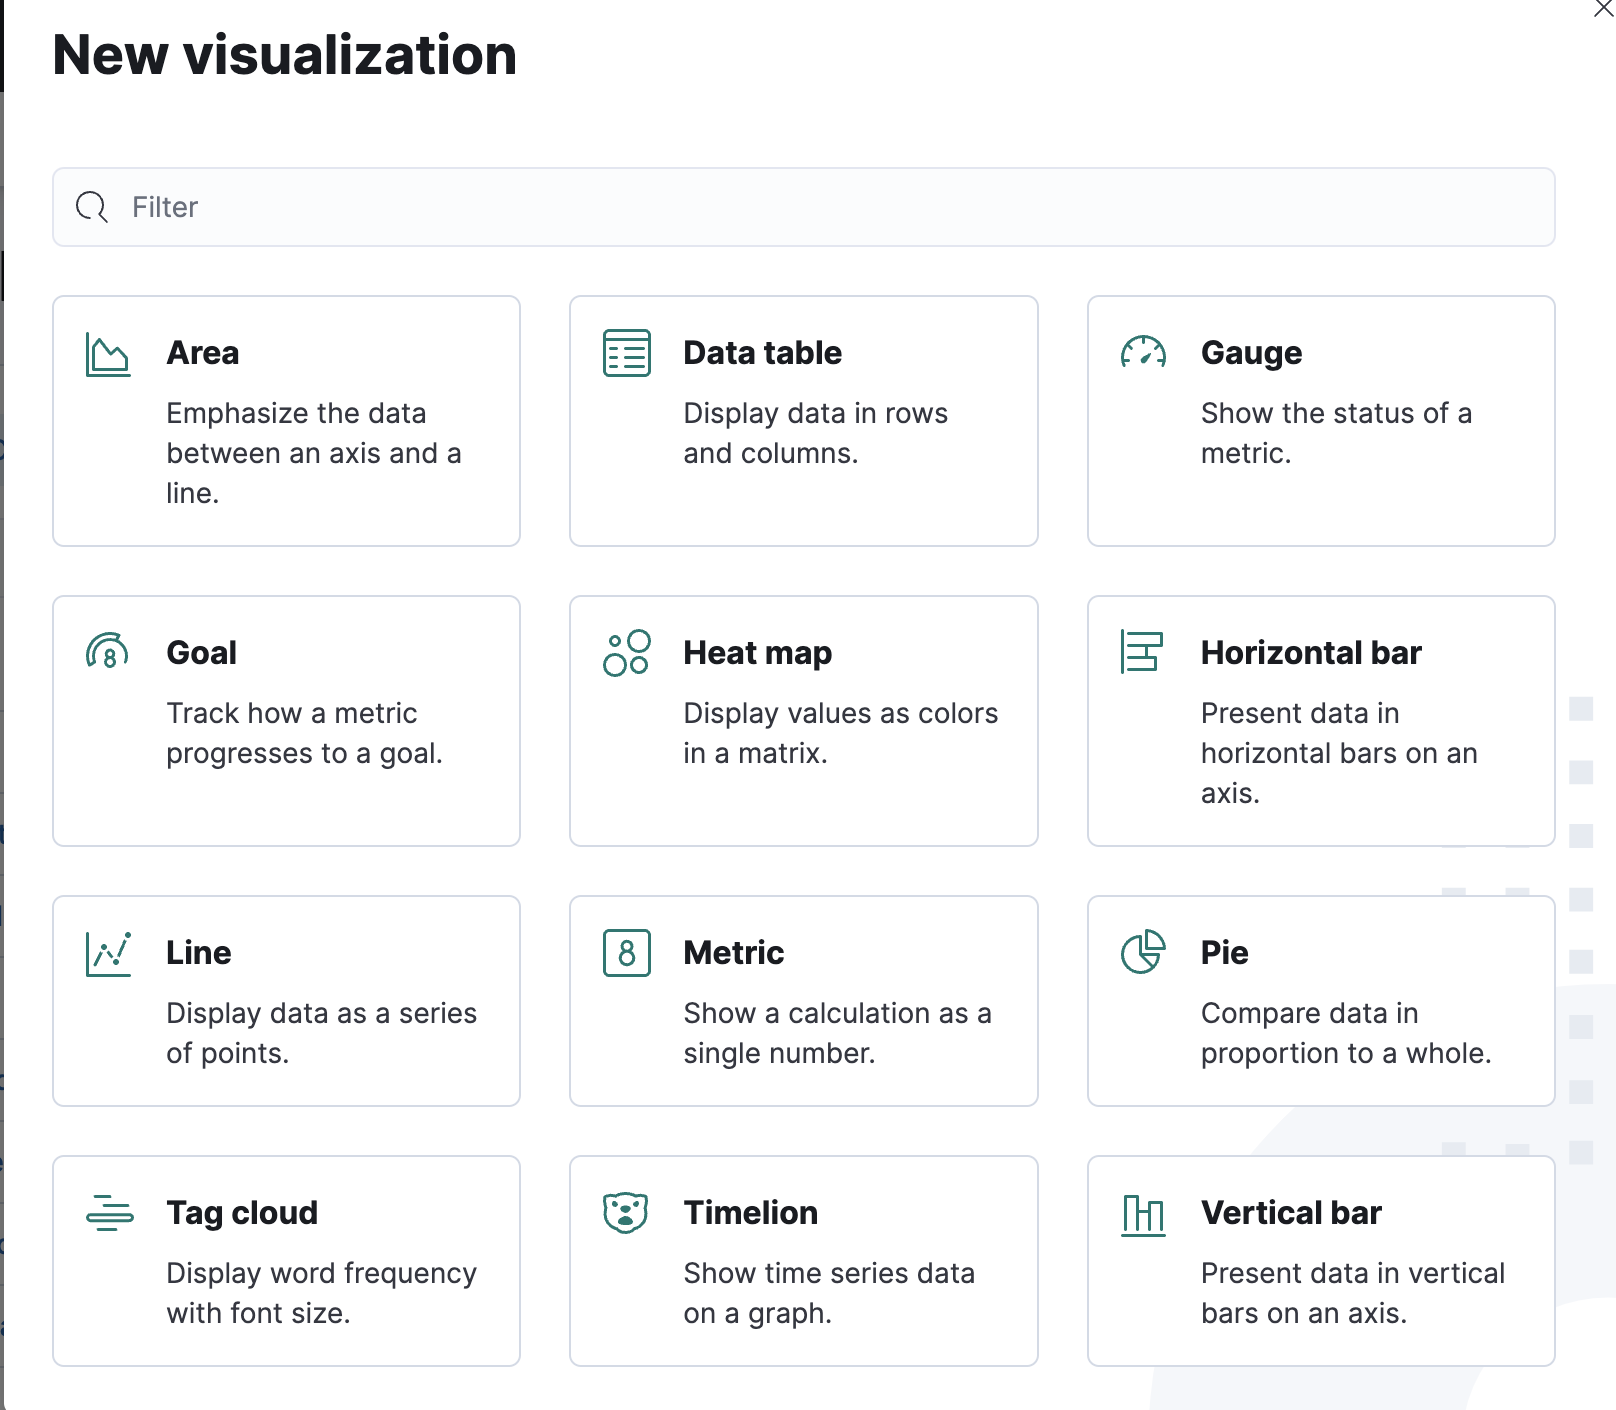 New visualization
Filter
Area
Emphasize the data
between an axis and a
line.
Data table
Display data in rows
and columns.
Gauge
Show the status of a
metric.
Goal
8
Track how a metric
progresses to a goal.
Heat map
Display values as colors
in a matrix.
Horizontal bar
Present data in
horizontal bars on an
axis.
Line
Display data as a series
of points.
8
Metric
Show a calculation as a
single number.
Pie
Compare data in
proportion to a whole.
Tag cloud
Display word frequency
with font size.
Timelion
Show time series data
on a graph.
Vertical bar
Present data in vertical
bars on an axis.